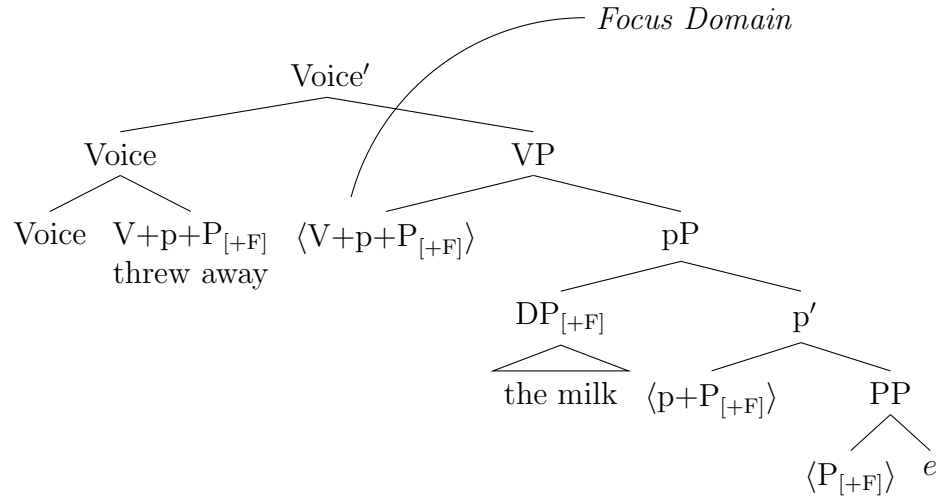 Focus Domain
Voice′
Voice VP
Voice V+p+P[+F] ⟨V+p+P[+F]⟩ pP
threw away
DP[+F] p′
the milk ⟨p+P[+F]⟩ PP
⟨P[+F]⟩ e